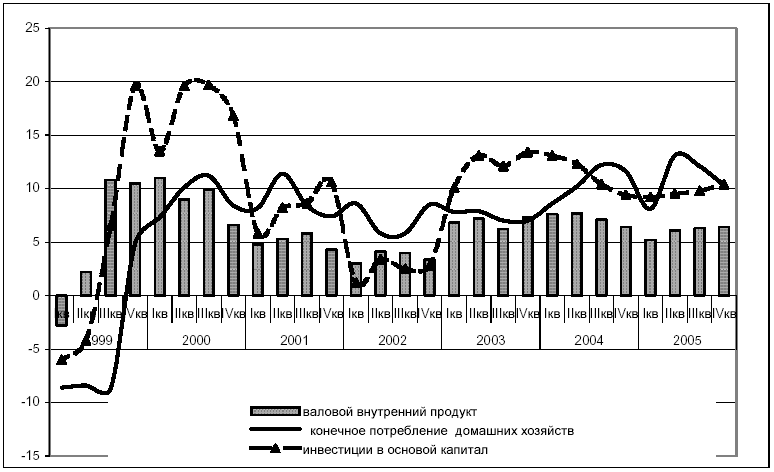 25
20
15
10
5
0
-5
-10
-15
Iкв IIкв IIIкв IVкв Iкв IIкв IIIкв IVкв Iкв IIкв IIIкв IVкв Iкв IIкв IIIкв IVкв Iкв IIкв IIIкв IVкв Iкв IIкв IIIкв IVкв Iкв IIкв IIIкв IVкв
1999 2000 2001 2002 2003 2004 2005
валовой внутренний продукт
конечное потребление домашних хозяйств
инвестиции в основой капитал